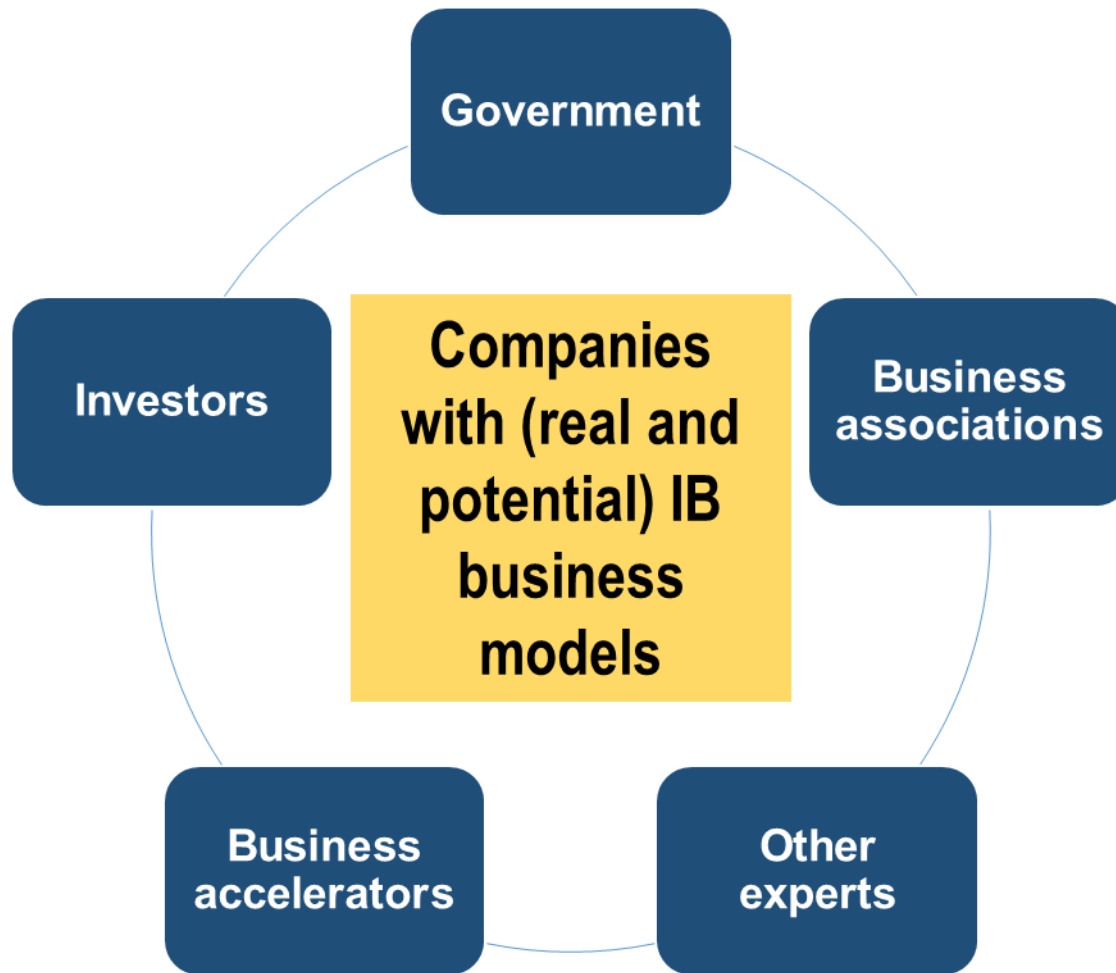 Government
Investors
Companies
with (real and
potential) IB
business
models
Business
associations
Business
accelerators
Other
experts